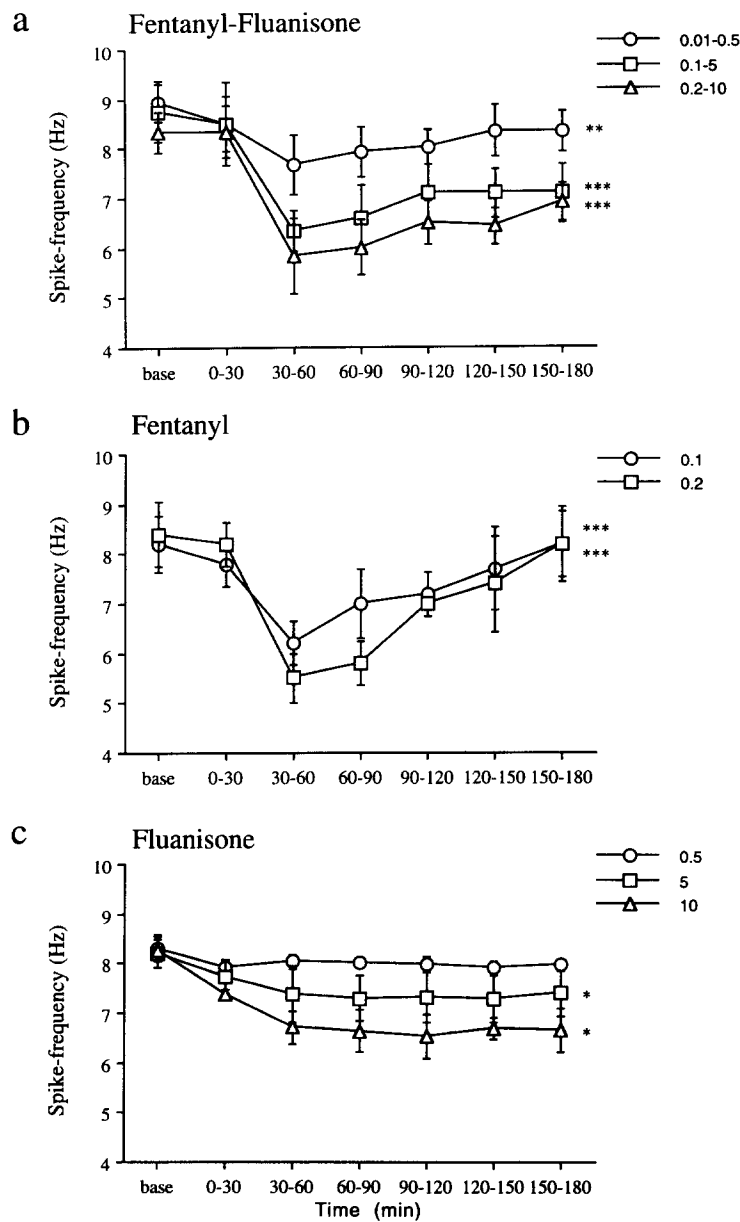 a
Fentanyl-Fluanisone
0.01-0.5
0.1-5
0.2-10
10
9
8
7
6
5
4
Spike-frequency (Hz)
**
***
***
base 0-30 30-60 60-90 90-120 120-150 150-180
b
Fentanyl
0.1
0.2
10
9
8
7
6
5
4
Spike-frequency (Hz)
***
***
base 0-30 30-60 60-90 90-120 120-150 150-180
c
Fluanisone
0.5
5
10
10
9
8
7
6
5
4
Spike-frequency (Hz)
*
*
base 0-30 30-60 60-90 90-120 120-150 150-180
Time (min)